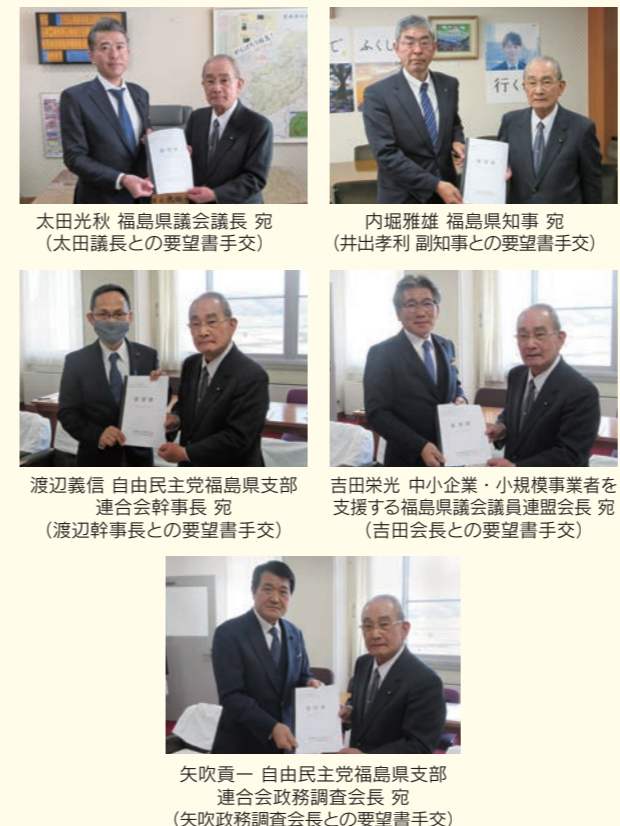 太田光秋 福島県議会議長 宛
（太田議長との要望書手交）
ふくし
行く
内堀雅雄 福島県知事 宛
（井出孝利 副知事との要望書手交）
渡辺義信 自由民主党福島県支部
連合会幹事長 宛
（渡辺幹事長との要望書手交）
吉田栄光 中小企業・小規模事業者を
支援する福島県議会議員連盟会長 宛
（吉田会長との要望書手交）
矢吹貢一 自由民主党福島県支部
連合会政務調査会長 宛
（矢吹政務調査会長との要望書手交）